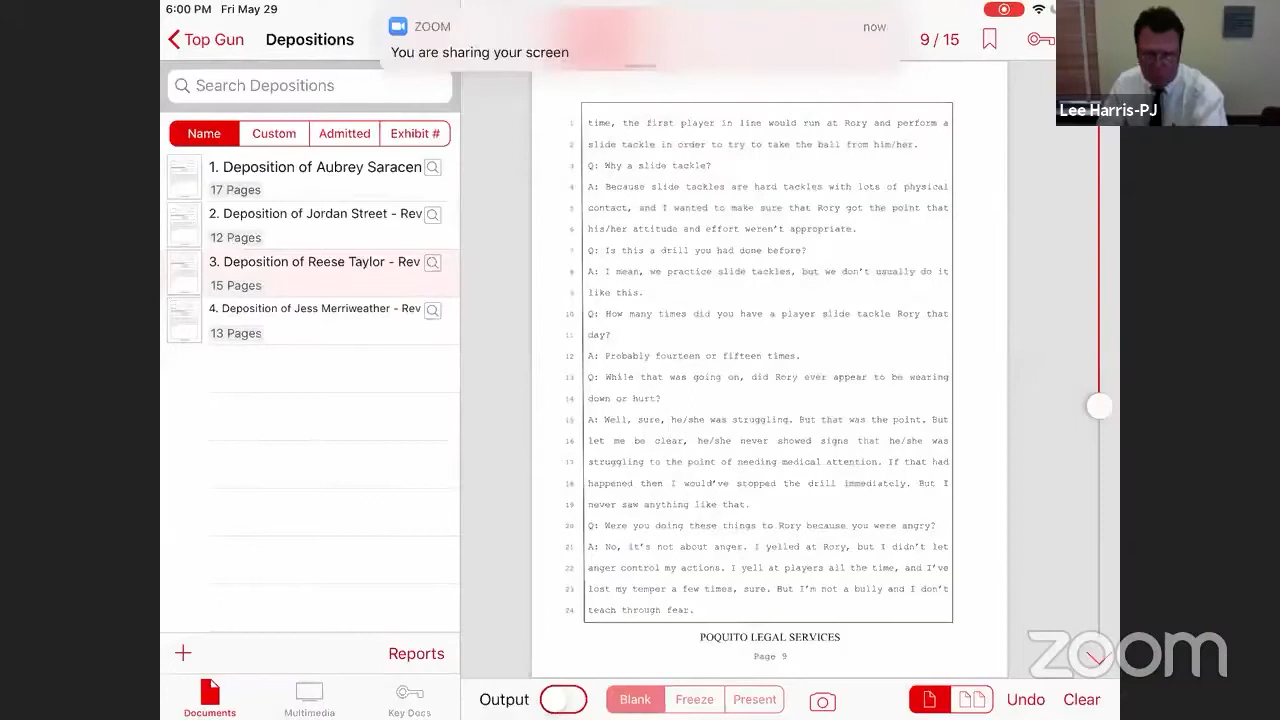 6:00 PM Fri May 29
ZOOM
now
You are sharing your screen
Top Gun
Depositions
9 / 15
Lee Harris-PJ
Search Depositions
Name Custom Admitted Exhibit #
1. Deposition of Aubrey Saracen
17 Pages
2. Deposition of Jordan Street - Rev
12 Pages
3. Deposition of Reese Taylor - Rev
15 Pages
4. Deposition of Jess Merriweather - Rev
13 Pages
1 time, the first player in line would run at Rory and perform a
2 slide tackle in order to try to take the ball from him/her.
3 Q: Why a slide tackle?
4 A: Because slide tackles are hard tackles with lots of physical
5 contact, and I wanted to make sure that Rory got the point that
6 his/her attitude and effort weren't appropriate.
7 Q: Is this a drill you had done before?
8 A: I mean, we practice slide tackles, but we don't usually do it
9 like this.
10 Q: How many times did you have a player slide tackle Rory that
11 day?
12 A: Probably fourteen or fifteen times.
13 Q: While that was going on, did Rory ever appear to be wearing
14 down or hurt?
15 A: Well, sure, he/she was struggling. But that was the point. But
16 let me be clear, he/she never showed signs that he/she was
17 struggling to the point of needing medical attention. If that had
18 happened then I would've stopped the drill immediately. But I
19 never saw anything like that.
20 Q: Were you doing these things to Rory because you were angry?
21 A: No, it's not about anger. I yelled at Rory, but I didn't let
22 anger control my actions. I yell at players all the time, and I've
23 lost my temper a few times, sure. But I'm not a bully and I don't
24 teach through fear.
POQUITO LEGAL SERVICES
Page 9
Reports
Documents Multimedia Key Docs
Output Blank Freeze Present Undo Clear
zoom